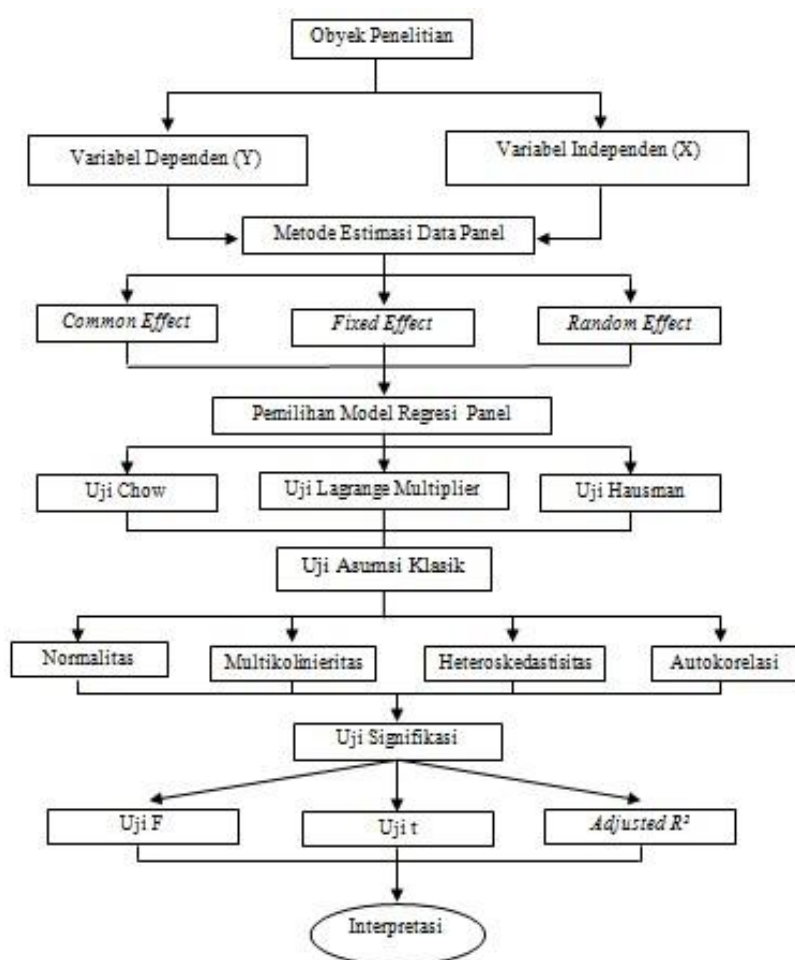 Obyek Penelitian
Variabel Dependen (Y)
Variabel Independen (X)
Metode Estimasi Data Panel
Common Effect
Fixed Effect
Random Effect
Pemilihan Model Regresi Panel
Uji Chow
Uji Lagrange Multiplier
Uji Hausman
Uji Asumsi Klasik
Normalitas
Multikolinieritas
Heteroskedastisitas
Autokorelasi
Uji Signifikasi
Uji F
Uji t
Adjusted R²
Interpretasi